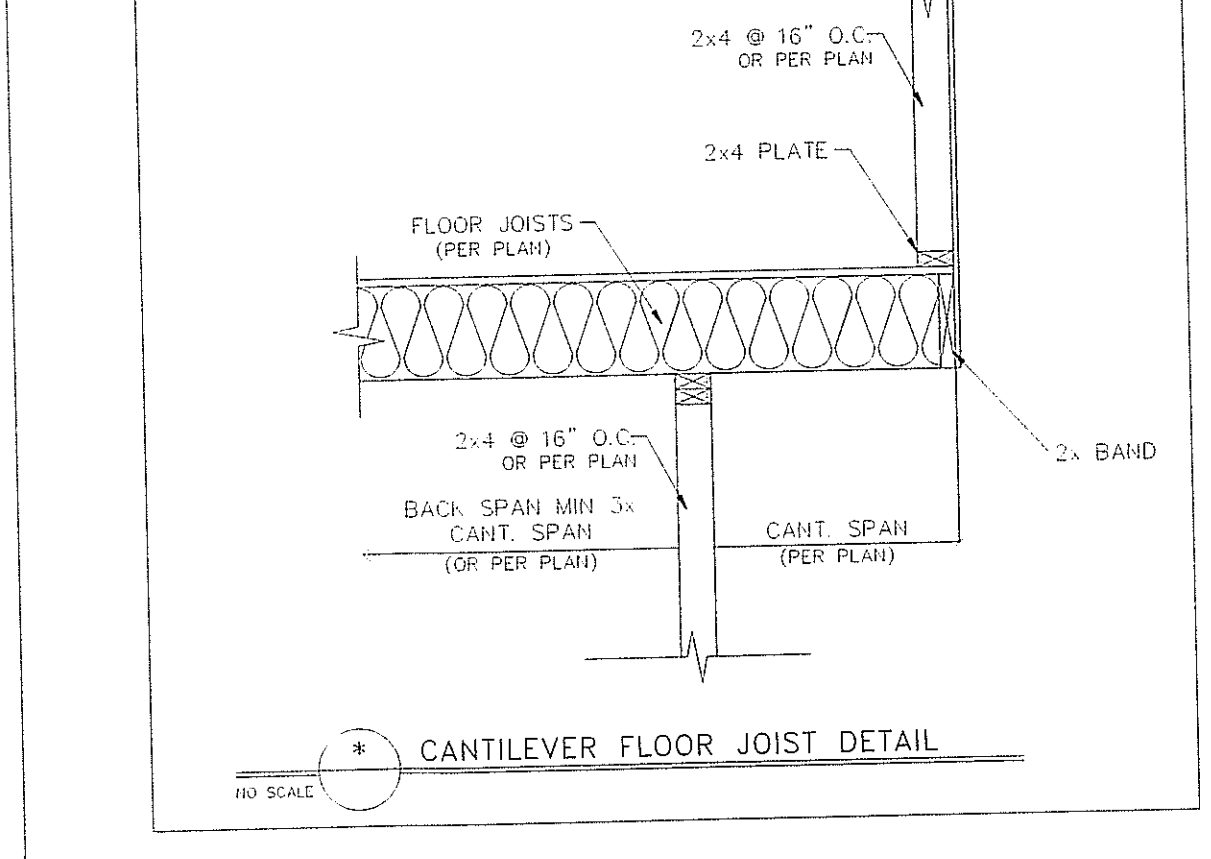 2x4 @ 16" O.C.
OR PER PLAN
2x4 PLATE
FLOOR JOISTS
(PER PLAN)
2x4 @ 16" O.C.
OR PER PLAN
2x BAND
BACK SPAN MIN 3x
CANT. SPAN
(OR PER PLAN)
CANT. SPAN
(PER PLAN)
* CANTILEVER FLOOR JOIST DETAIL
NO SCALE